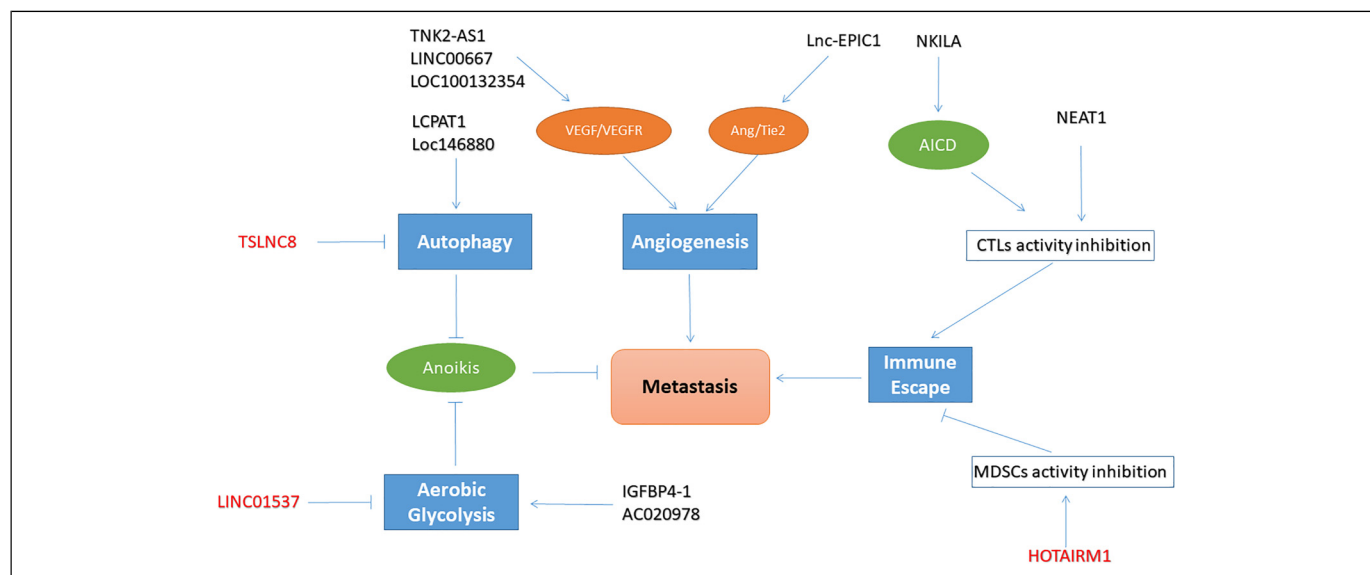 TNK2-AS1
LINC00667
LOC100132354
Lnc-EPIC1
NKILA
LCPAT1
Loc146880
VEGF/VEGFR
Ang/Tie2
AICD
NEAT1
TSLNC8
Autophagy
Angiogenesis
CTLs activity inhibition
Anoikis
Metastasis
Immune
Escape
MDSCs activity inhibition
LINC01537
Aerobic
Glycolysis
IGFBP4-1
AC020978
HOTAIRM1